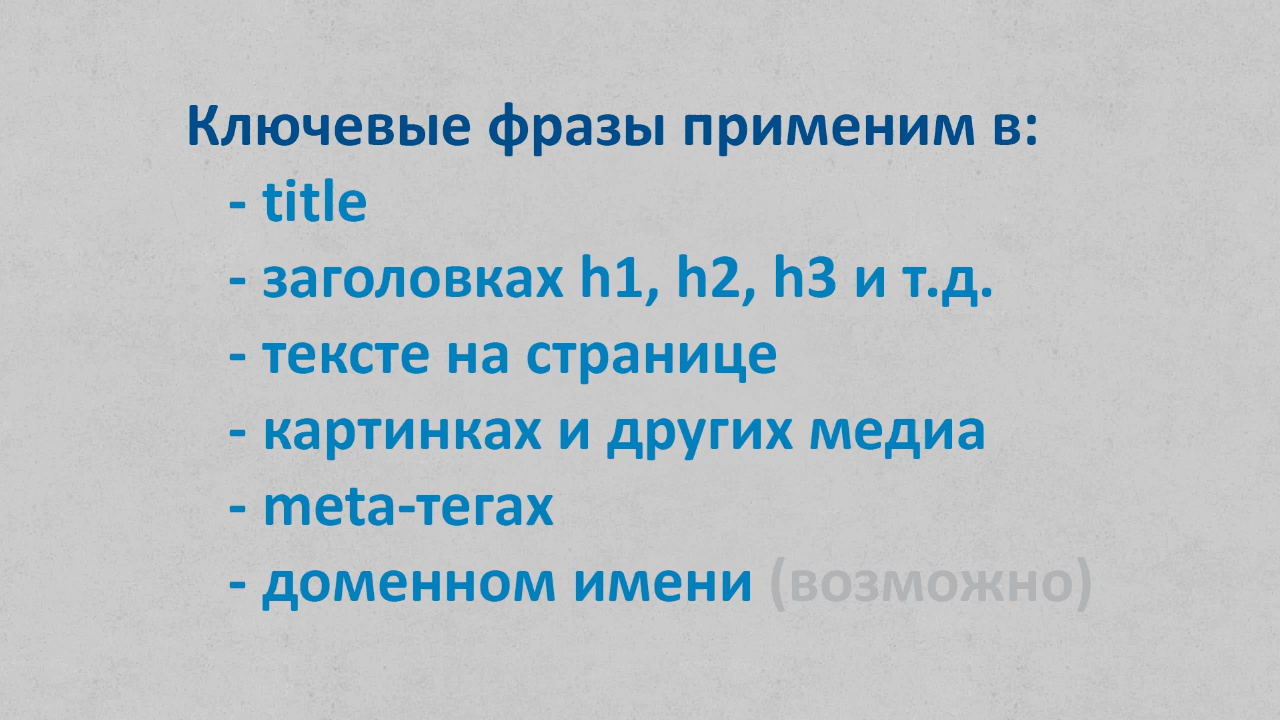 Ключевые фразы применим в:
- title
- заголовках h1, h2, h3 и т.д.
- тексте на странице
- картинках и других медиа
- meta-тегах
- доменном имени (возможно)